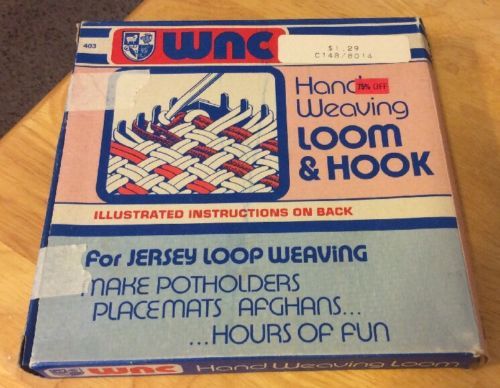 403
WNC
$1.29
C148/8014
75% OFF
Hand
Weaving
LOOM
& HOOK
ILLUSTRATED INSTRUCTIONS ON BACK
For JERSEY LOOP WEAVING
MAKE POTHOLDERS
PLACEMATS AFGHANS...
...HOURS OF FUN
WNC Hand Weaving Loom